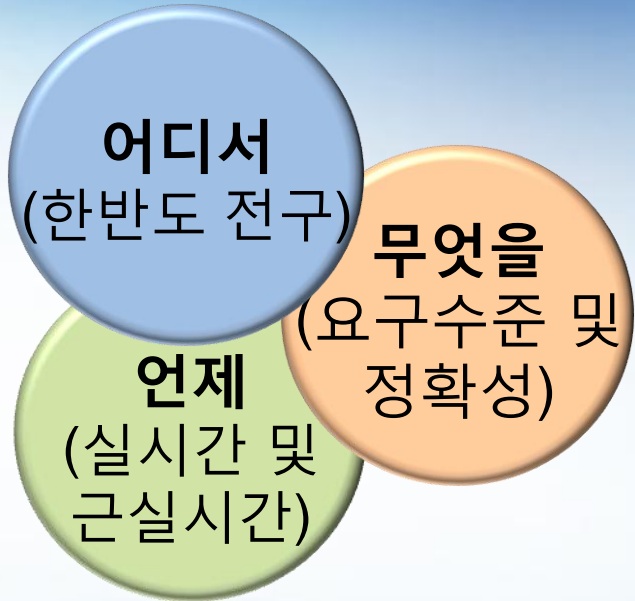 어디서
(한반도 전구)
무엇을
(요구수준 및
정확성)
언제
(실시간 및
근실시간)